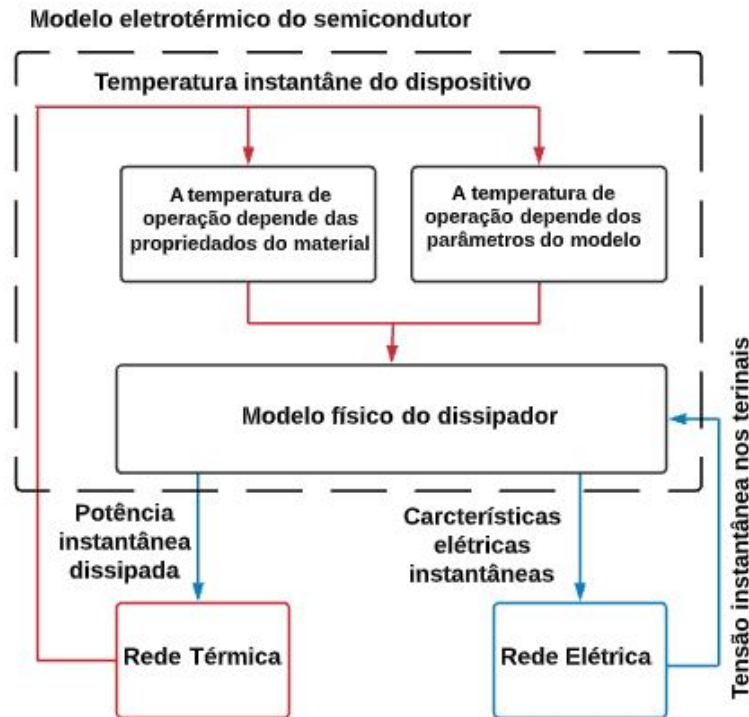 Modelo eletrotérmico do semicondutor
Temperatura instantâne do dispositivo
A temperatura de
operação depende das
propriedados do material
A temperatura de
operação depende dos
parâmetros do modelo
Modelo físico do dissipador
Potência
instantânea
dissipada
Carcterísticas
elétricas
instantâneas
Tensão instantânea nos terinais
Rede Térmica
Rede Elétrica